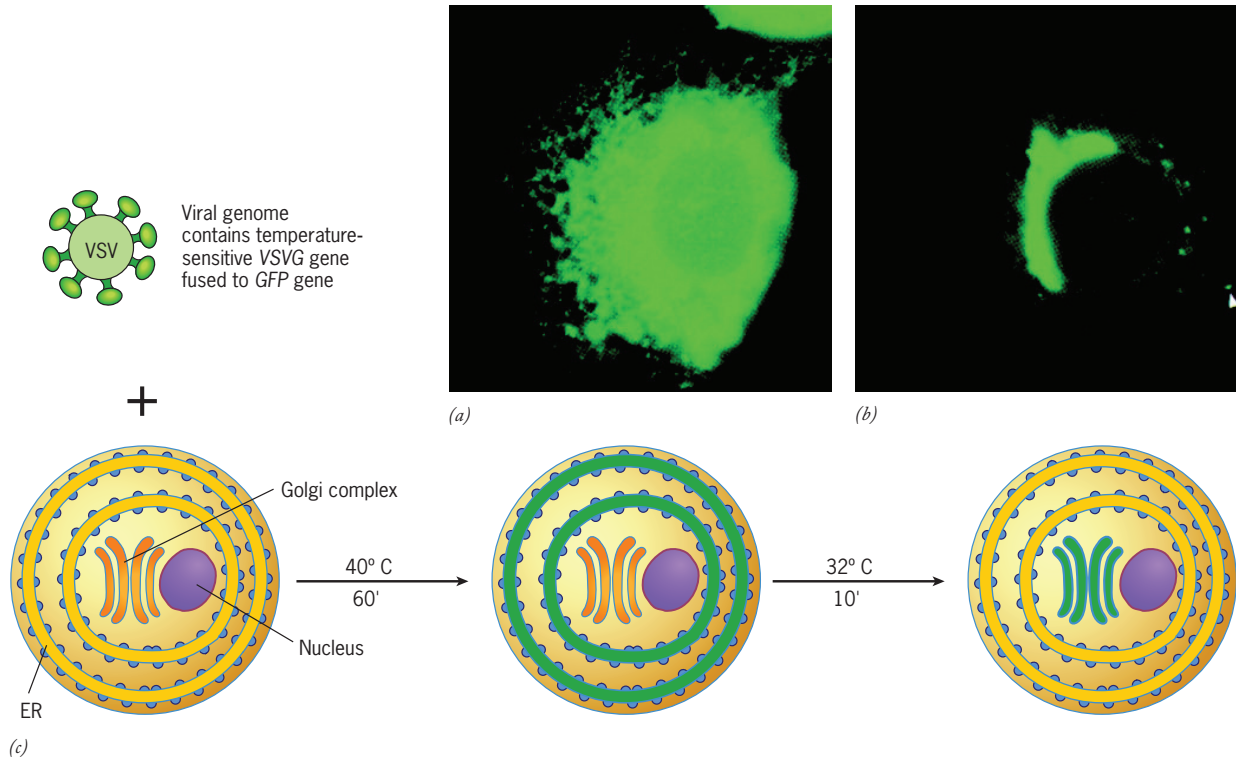 (a)
(b)
VSV
Viral genome
contains temperature-
sensitive VSVG gene
fused to GFP gene
+
Golgi complex
Nucleus
ER
40° C
60'
32° C
10'
(c)